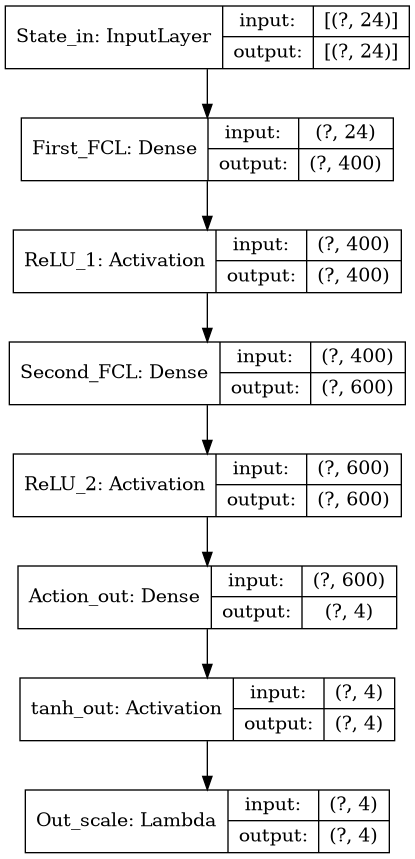 State_in: InputLayer
input:
[(?, 24)]
output:
[(?, 24)]
First_FCL: Dense
input:
(?, 24)
output:
(?, 400)
ReLU_1: Activation
input:
(?, 400)
output:
(?, 400)
Second_FCL: Dense
input:
(?, 400)
output:
(?, 600)
ReLU_2: Activation
input:
(?, 600)
output:
(?, 600)
Action_out: Dense
input:
(?, 600)
output:
(?, 4)
tanh_out: Activation
input:
(?, 4)
output:
(?, 4)
Out_scale: Lambda
input:
(?, 4)
output:
(?, 4)